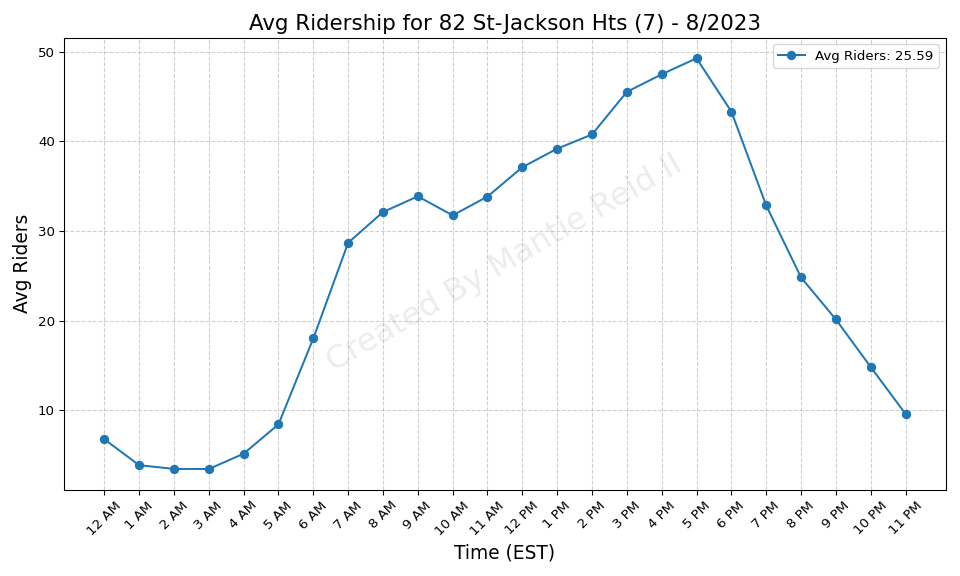 Avg Ridership for 82 St-Jackson Hts (7) - 8/2023
Avg Riders: 25.59
50
40
30
20
10
Avg Riders
Created By Mantie Reid II
12 AM
1 AM
2 AM
3 AM
4 AM
5 AM
6 AM
7 AM
8 AM
9 AM
10 AM
11 AM
12 PM
1 PM
2 PM
3 PM
4 PM
5 PM
6 PM
7 PM
8 PM
9 PM
10 PM
11 PM
Time (EST)